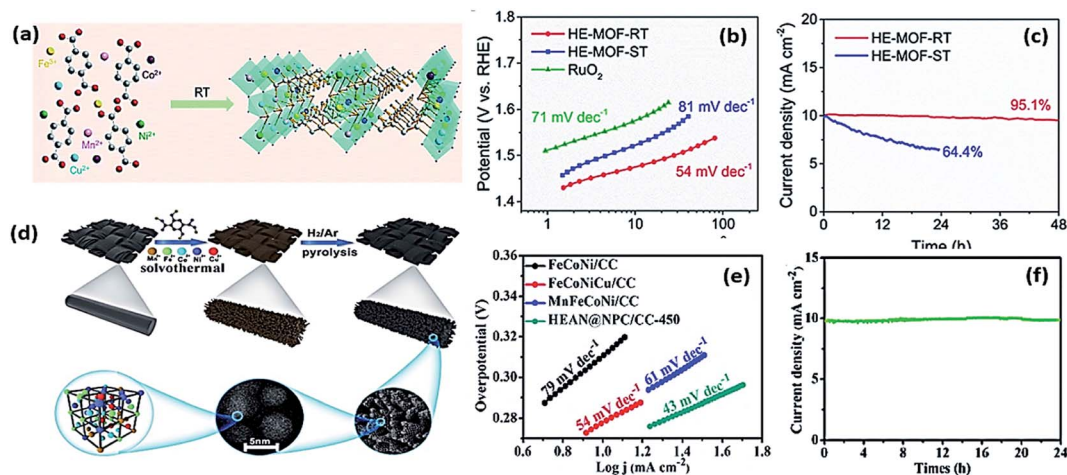 (a)
Fe³⁺
Co²⁺
RT
Ni²⁺
Mn²⁺
Cu²⁺
(b)
HE-MOF-RT
HE-MOF-ST
RuO₂
71 mV dec⁻¹
81 mV dec⁻¹
54 mV dec⁻¹
Potential (V vs. RHE)
1.8
1.7
1.6
1.5
1.4
1
10
100
(c)
HE-MOF-RT
HE-MOF-ST
95.1%
64.4%
Current density (mA cm⁻²)
20
15
10
5
0
0
12
24
36
48
Time (h)
(d)
H₂/Ar
pyrolysis
solvothermal
5nm
(e)
FeCoNi/CC
FeCoNiCu/CC
MnFeCoNi/CC
HEAN@NPC/CC-450
79 mV dec⁻¹
61 mV dec⁻¹
54 mV dec⁻¹
43 mV dec⁻¹
Overpotential (V)
0.36
0.34
0.32
0.30
0.28
0.6
0.8
1.0
1.2
1.4
1.6
1.8
Log j (mA cm⁻²)
(f)
Current density (mA cm⁻²)
20
15
10
5
0
0
4
8
12
16
20
24
Times (h)